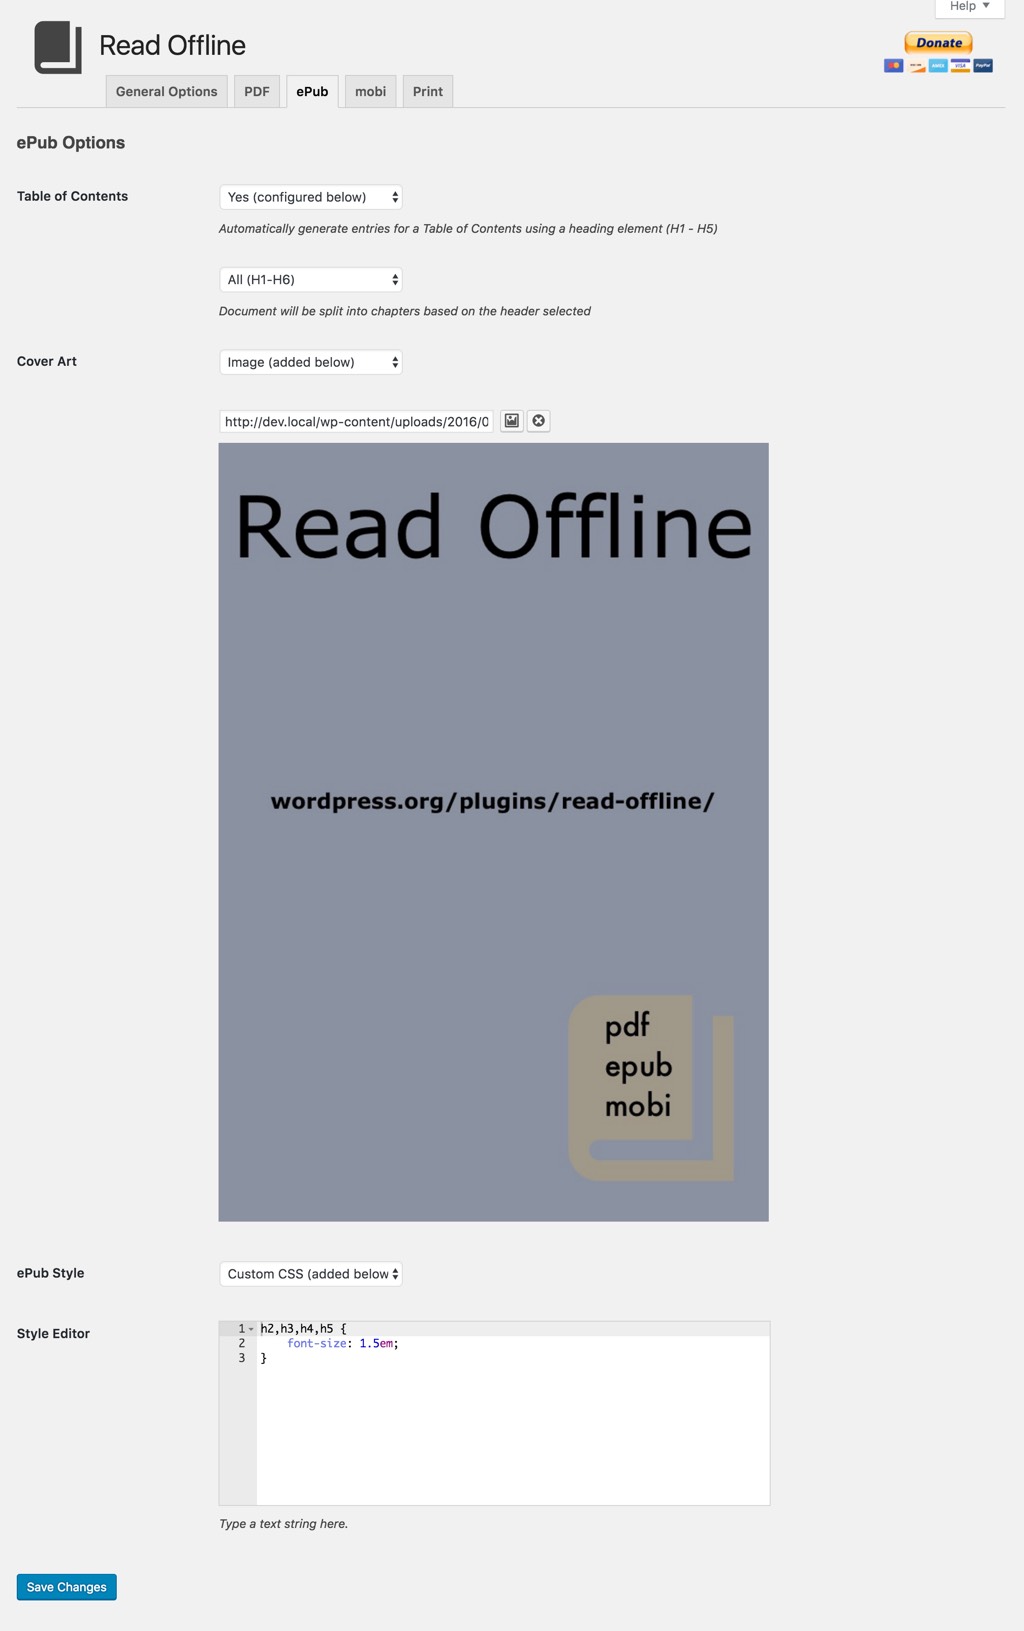 Help ▼
Read Offline
Donate
VISA PayPal
General Options PDF ePub mobi Print
ePub Options
Table of Contents Yes (configured below)
Automatically generate entries for a Table of Contents using a heading element (H1 - H5)
All (H1-H6)
Document will be split into chapters based on the header selected
Cover Art Image (added below)
http://dev.local/wp-content/uploads/2016/0
Read Offline
wordpress.org/plugins/read-offline/
pdf
epub
mobi
ePub Style Custom CSS (added below
Style Editor
1 h2,h3,h4,h5 {
2 font-size: 1.5em;
3 }
Type a text string here.
Save Changes